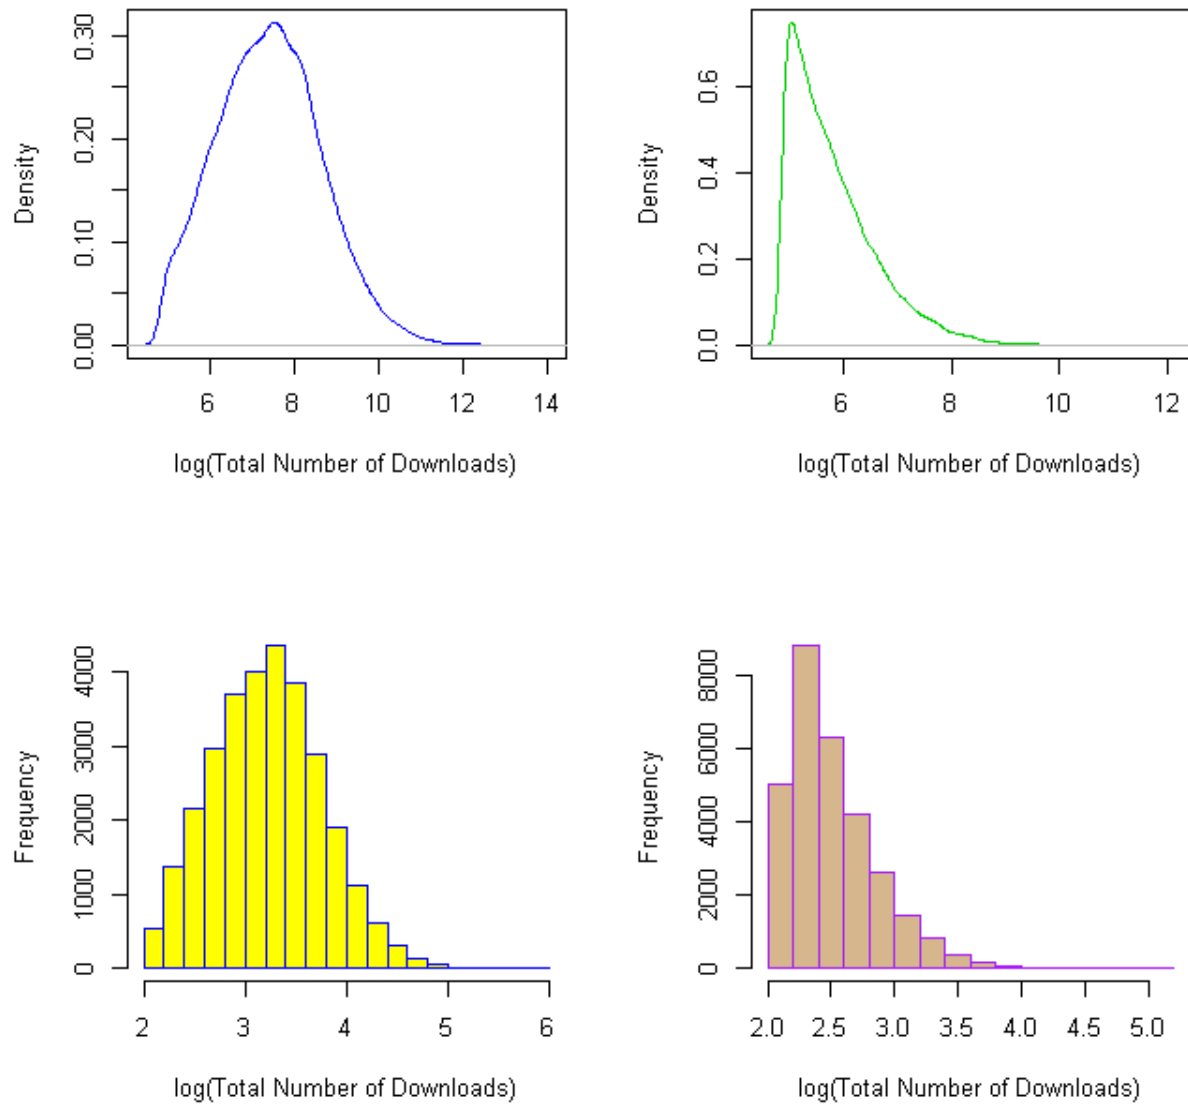 Density
0.00 0.10 0.20 0.30
6 8 10 12 14
log(Total Number of Downloads)
Density
0.0 0.2 0.4 0.6
6 8 10 12
log(Total Number of Downloads)
Frequency
0 1000 2000 3000 4000
2 3 4 5 6
log(Total Number of Downloads)
Frequency
0 2000 4000 6000 8000
2.0 2.5 3.0 3.5 4.0 4.5 5.0
log(Total Number of Downloads)